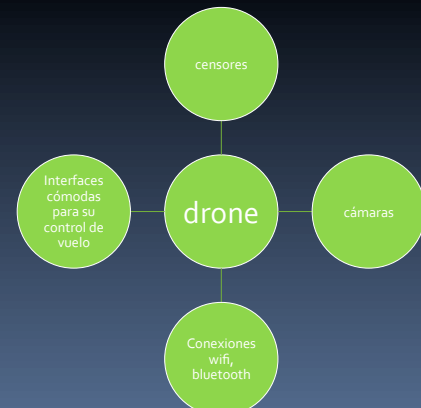 censores
Interfaces
cómodas
para su
control de
vuelo
drone
cámaras
Conexiones
wifi,
bluetooth